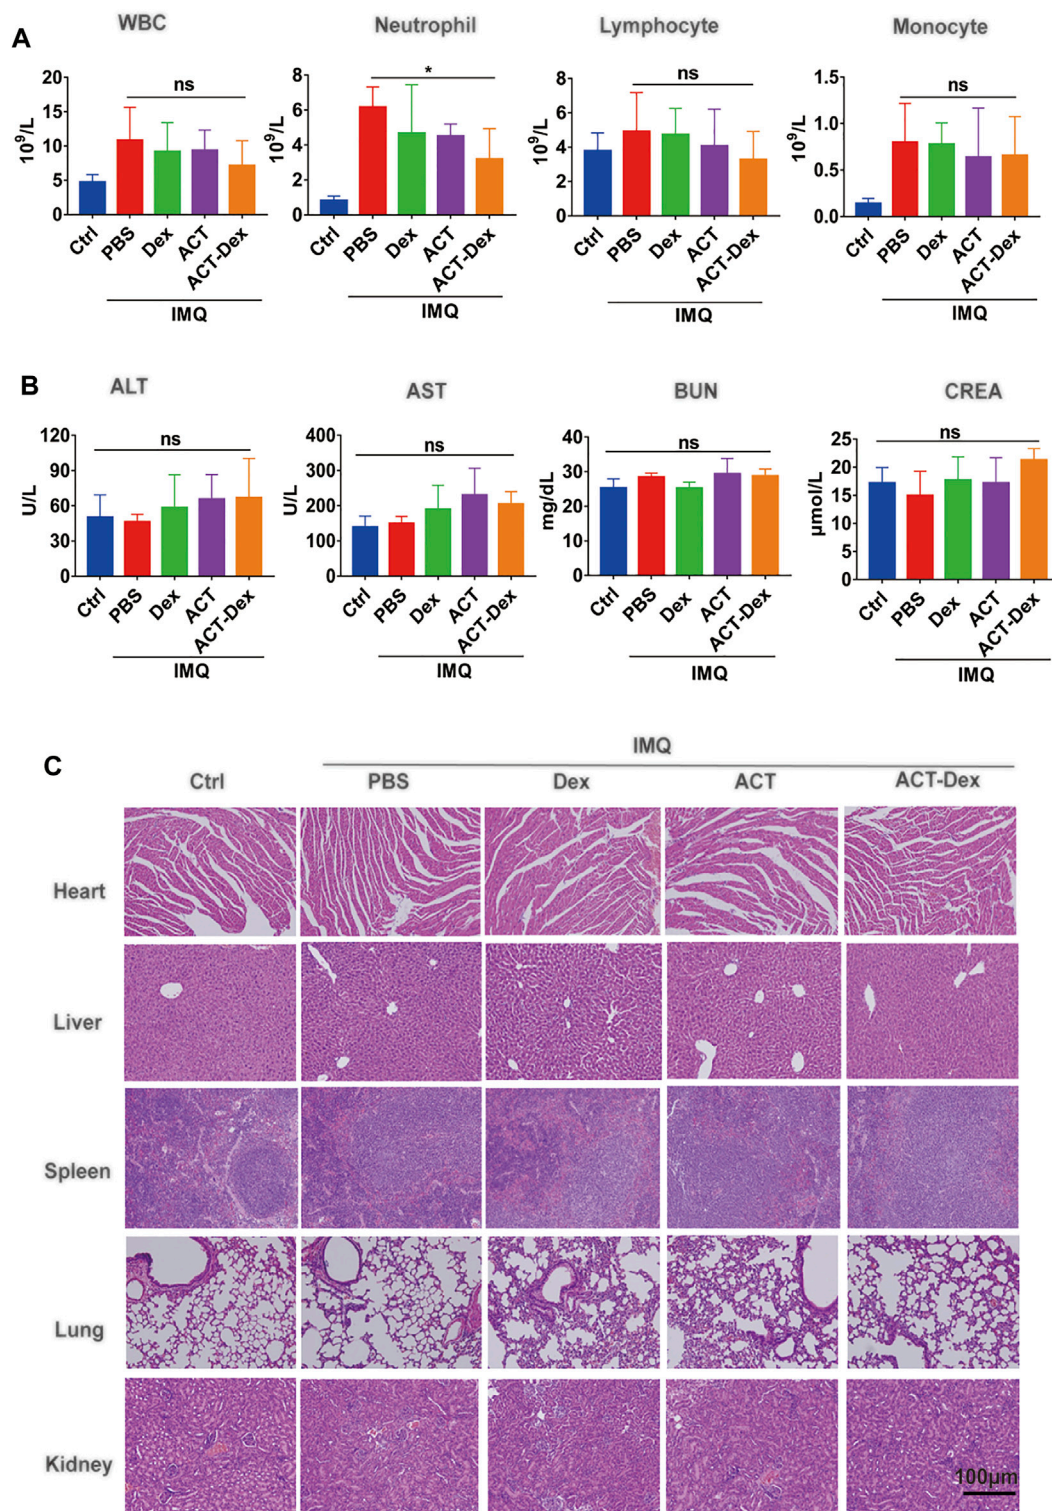 A
WBC
Neutrophil
Lymphocyte
Monocyte
10⁹/L
20
15
10
5
0
ns
Ctrl
PBS
Dex
ACT
ACT-Dex
IMQ
10⁹/L
8
6
4
2
0
*
Ctrl
PBS
Dex
ACT
ACT-Dex
IMQ
10⁹/L
8
6
4
2
0
ns
Ctrl
PBS
Dex
ACT
ACT-Dex
IMQ
10⁹/L
1.5
1.0
0.5
0.0
ns
Ctrl
PBS
Dex
ACT
ACT-Dex
IMQ
B
ALT
AST
BUN
CREA
U/L
120
90
60
30
0
ns
Ctrl
PBS
Dex
ACT
ACT-Dex
IMQ
U/L
400
300
200
100
0
ns
Ctrl
PBS
Dex
ACT
ACT-Dex
IMQ
mg/dL
40
30
20
10
0
ns
Ctrl
PBS
Dex
ACT
ACT-Dex
IMQ
µmol/L
25
20
15
10
5
0
ns
Ctrl
PBS
Dex
ACT
ACT-Dex
IMQ
C
IMQ
Ctrl
PBS
Dex
ACT
ACT-Dex
Heart
Liver
Spleen
Lung
Kidney
100µm